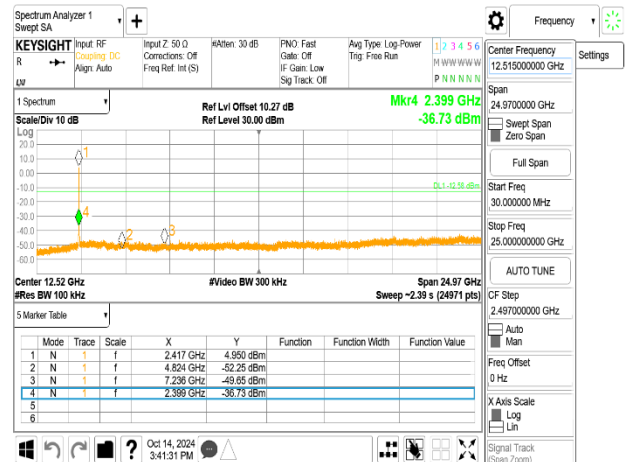 Spectrum Analyzer 1
Swept SA
Frequency
KEYSIGHT Input: RF Input Z: 50 Ω #Atten: 30 dB PNO: Fast Avg Type: Log-Power 1 2 3 4 5 6
R Coupling: DC Corrections: Off Gate: Off Trig: Free Run M W W W W W
Align: Auto Freq Ref: Int (S) IF Gain: Low
Sig Track: Off P N N N N N
LXI
1 Spectrum
Ref Lvl Offset 10.27 dB Mkr4 2.399 GHz
Scale/Div 10 dB Ref Level 30.00 dBm -36.73 dBm
Log
20.0
10.0
0.00
-10.0
-20.0
-30.0
-40.0
-50.0
-60.0
1
4
2
3
DL1 -12.58 dBm
Center 12.52 GHz #Video BW 300 kHz Span 24.97 GHz
#Res BW 100 kHz Sweep ~2.39 s (24971 pts)
5 Marker Table
Mode Trace Scale X Y Function Function Width Function Value
1 N 1 f 2.417 GHz 4.950 dBm
2 N 1 f 4.824 GHz -52.25 dBm
3 N 1 f 7.236 GHz -49.65 dBm
4 N 1 f 2.399 GHz -36.73 dBm
5
6
Oct 14, 2024
3:41:31 PM
Center Frequency
12.515000000 GHz
Settings
Span
24.9700000 GHz
Swept Span
Zero Span
Full Span
Start Freq
30.000000 MHz
Stop Freq
25.000000000 GHz
AUTO TUNE
CF Step
2.497000000 GHz
Auto
Man
Freq Offset
0 Hz
X Axis Scale
Log
Lin
Signal Track
(Span Zoom)